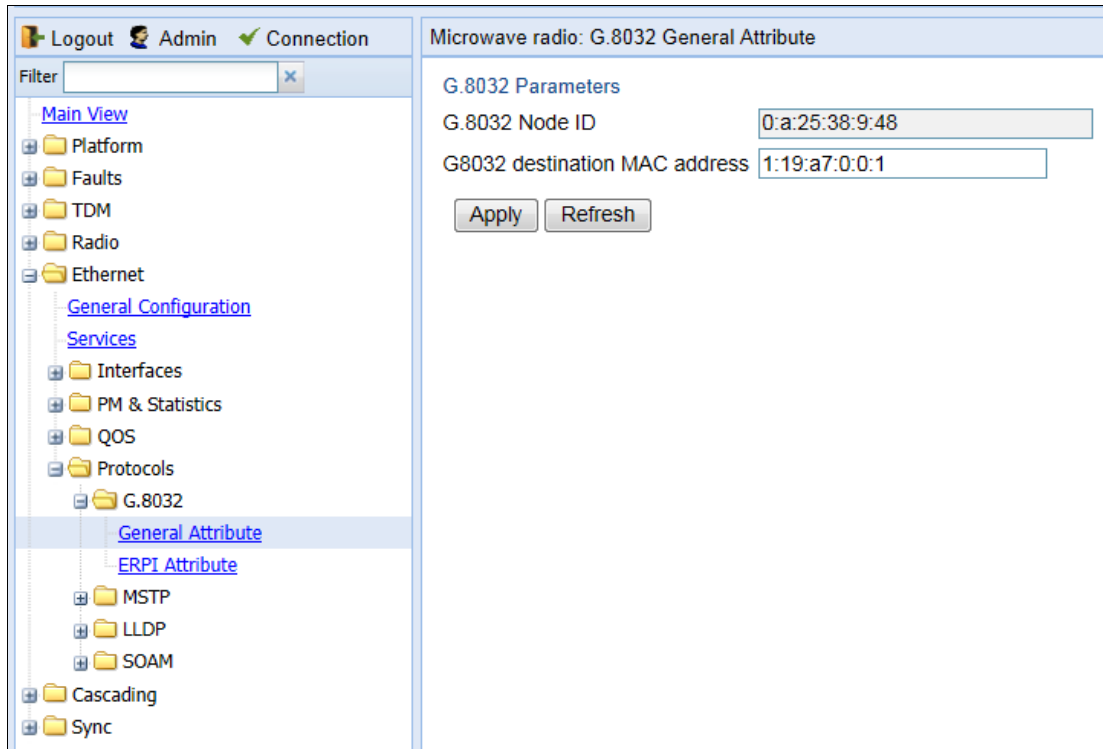 Logout Admin Connection
Filter
Main View
Platform
Faults
TDM
Radio
Ethernet
General Configuration
Services
Interfaces
PM & Statistics
QOS
Protocols
G.8032
General Attribute
ERPI Attribute
MSTP
LLDP
SOAM
Cascading
Sync
Microwave radio: G.8032 General Attribute
G.8032 Parameters
G.8032 Node ID 0:a:25:38:9:48
G8032 destination MAC address 1:19:a7:0:0:1
Apply Refresh